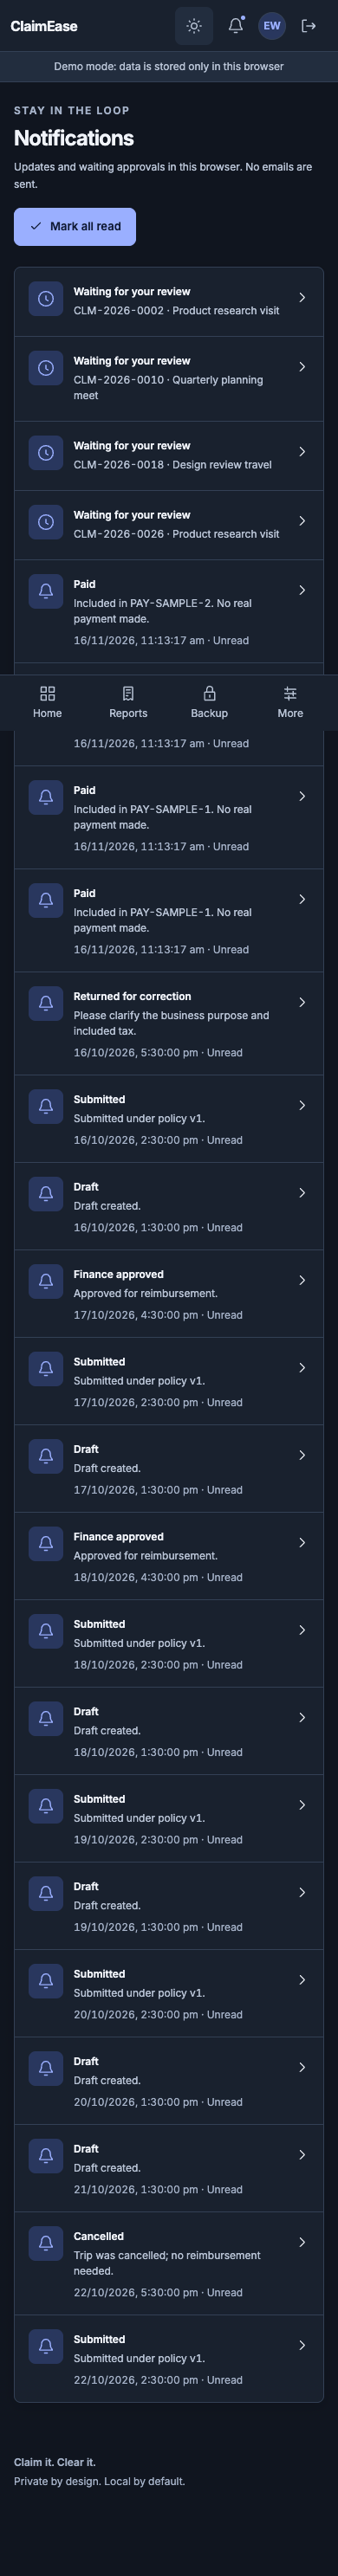 ClaimEase
EW
Demo mode: data is stored only in this browser
STAY IN THE LOOP
Notifications
Updates and waiting approvals in this browser. No emails are
sent.
Mark all read
Waiting for your review
CLM-2026-0002 · Product research visit
Waiting for your review
CLM-2026-0010 · Quarterly planning
meet
Waiting for your review
CLM-2026-0018 · Design review travel
Waiting for your review
CLM-2026-0026 · Product research visit
Paid
Included in PAY-SAMPLE-2. No real
payment made.
16/11/2026, 11:13:17 am · Unread
Home
Reports
Backup
More
16/11/2026, 11:13:17 am · Unread
Paid
Included in PAY-SAMPLE-1. No real
payment made.
16/11/2026, 11:13:17 am · Unread
Paid
Included in PAY-SAMPLE-1. No real
payment made.
16/11/2026, 11:13:17 am · Unread
Returned for correction
Please clarify the business purpose and
included tax.
16/10/2026, 5:30:00 pm · Unread
Submitted
Submitted under policy v1.
16/10/2026, 2:30:00 pm · Unread
Draft
Draft created.
16/10/2026, 1:30:00 pm · Unread
Finance approved
Approved for reimbursement.
17/10/2026, 4:30:00 pm · Unread
Submitted
Submitted under policy v1.
17/10/2026, 2:30:00 pm · Unread
Draft
Draft created.
17/10/2026, 1:30:00 pm · Unread
Finance approved
Approved for reimbursement.
18/10/2026, 4:30:00 pm · Unread
Submitted
Submitted under policy v1.
18/10/2026, 2:30:00 pm · Unread
Draft
Draft created.
18/10/2026, 1:30:00 pm · Unread
Submitted
Submitted under policy v1.
19/10/2026, 2:30:00 pm · Unread
Draft
Draft created.
19/10/2026, 1:30:00 pm · Unread
Submitted
Submitted under policy v1.
20/10/2026, 2:30:00 pm · Unread
Draft
Draft created.
20/10/2026, 1:30:00 pm · Unread
Draft
Draft created.
21/10/2026, 1:30:00 pm · Unread
Cancelled
Trip was cancelled; no reimbursement
needed.
22/10/2026, 5:30:00 pm · Unread
Submitted
Submitted under policy v1.
22/10/2026, 2:30:00 pm · Unread
Claim it. Clear it.
Private by design. Local by default.